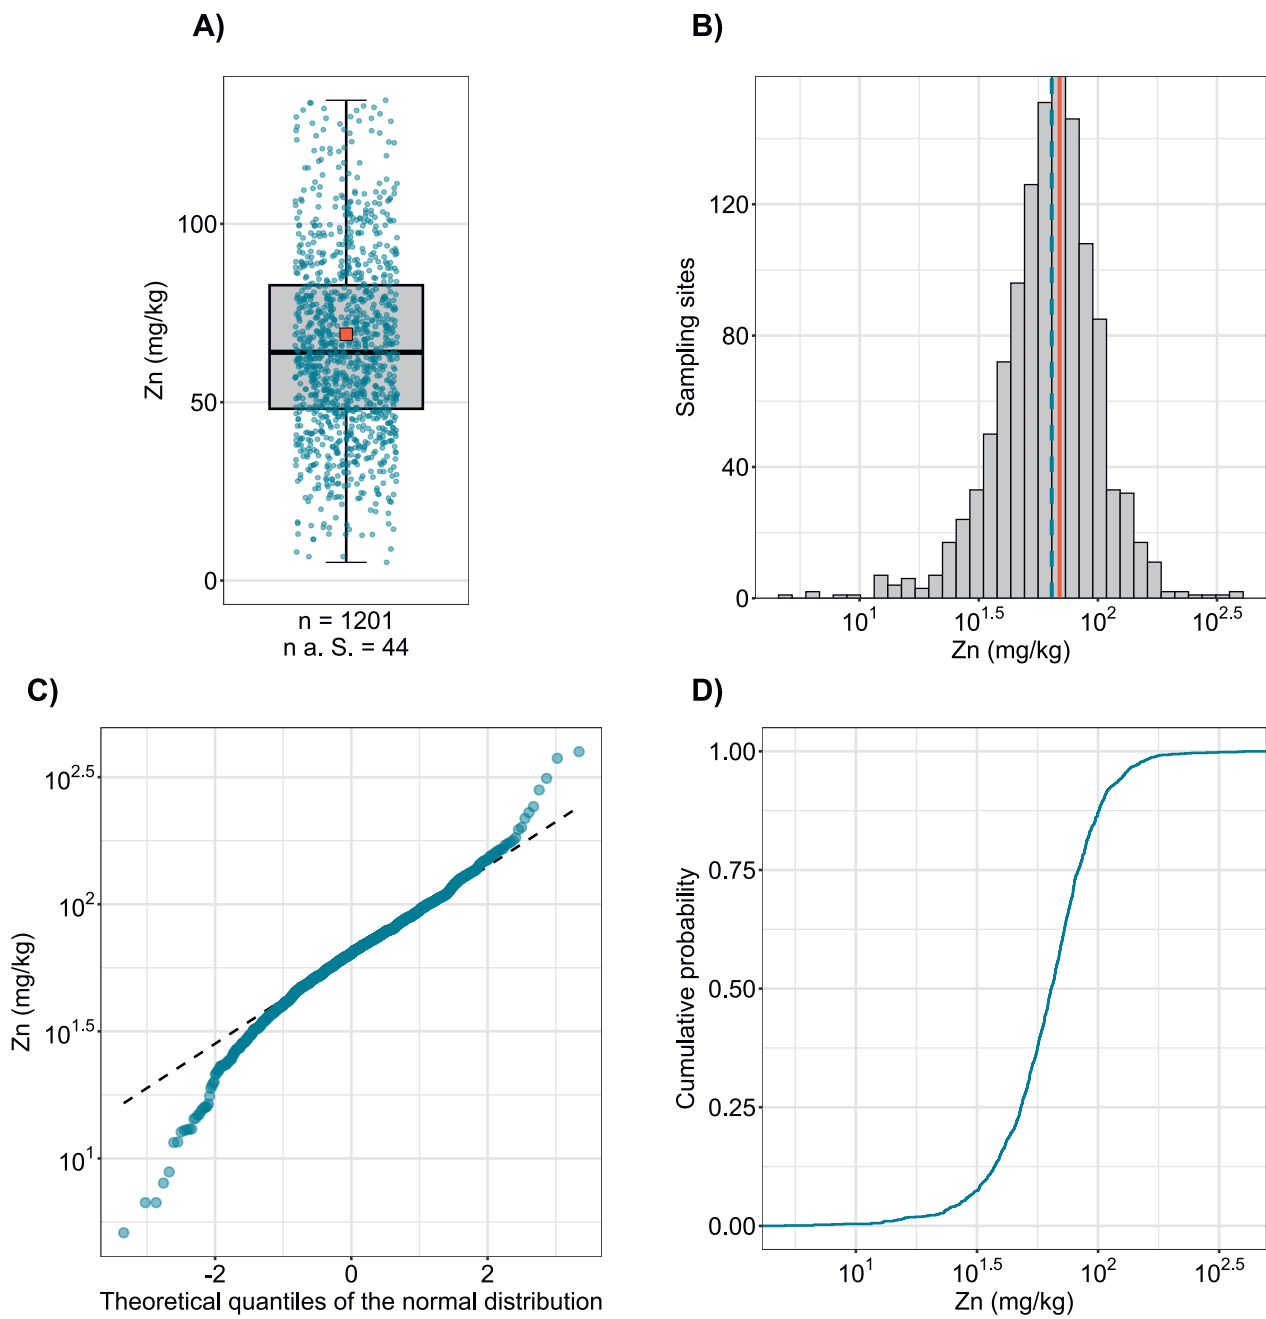 A)
B)
Zn (mg/kg)
100
50
0
n = 1201
n a. S. = 44
Sampling sites
120
80
40
0
10^1
10^1.5
10^2
10^2.5
Zn (mg/kg)
C)
D)
Zn (mg/kg)
10^2.5
10^2
10^1.5
10^1
-2
0
2
Theoretical quantiles of the normal distribution
Cumulative probability
1.00
0.75
0.50
0.25
0.00
10^1
10^1.5
10^2
10^2.5
Zn (mg/kg)